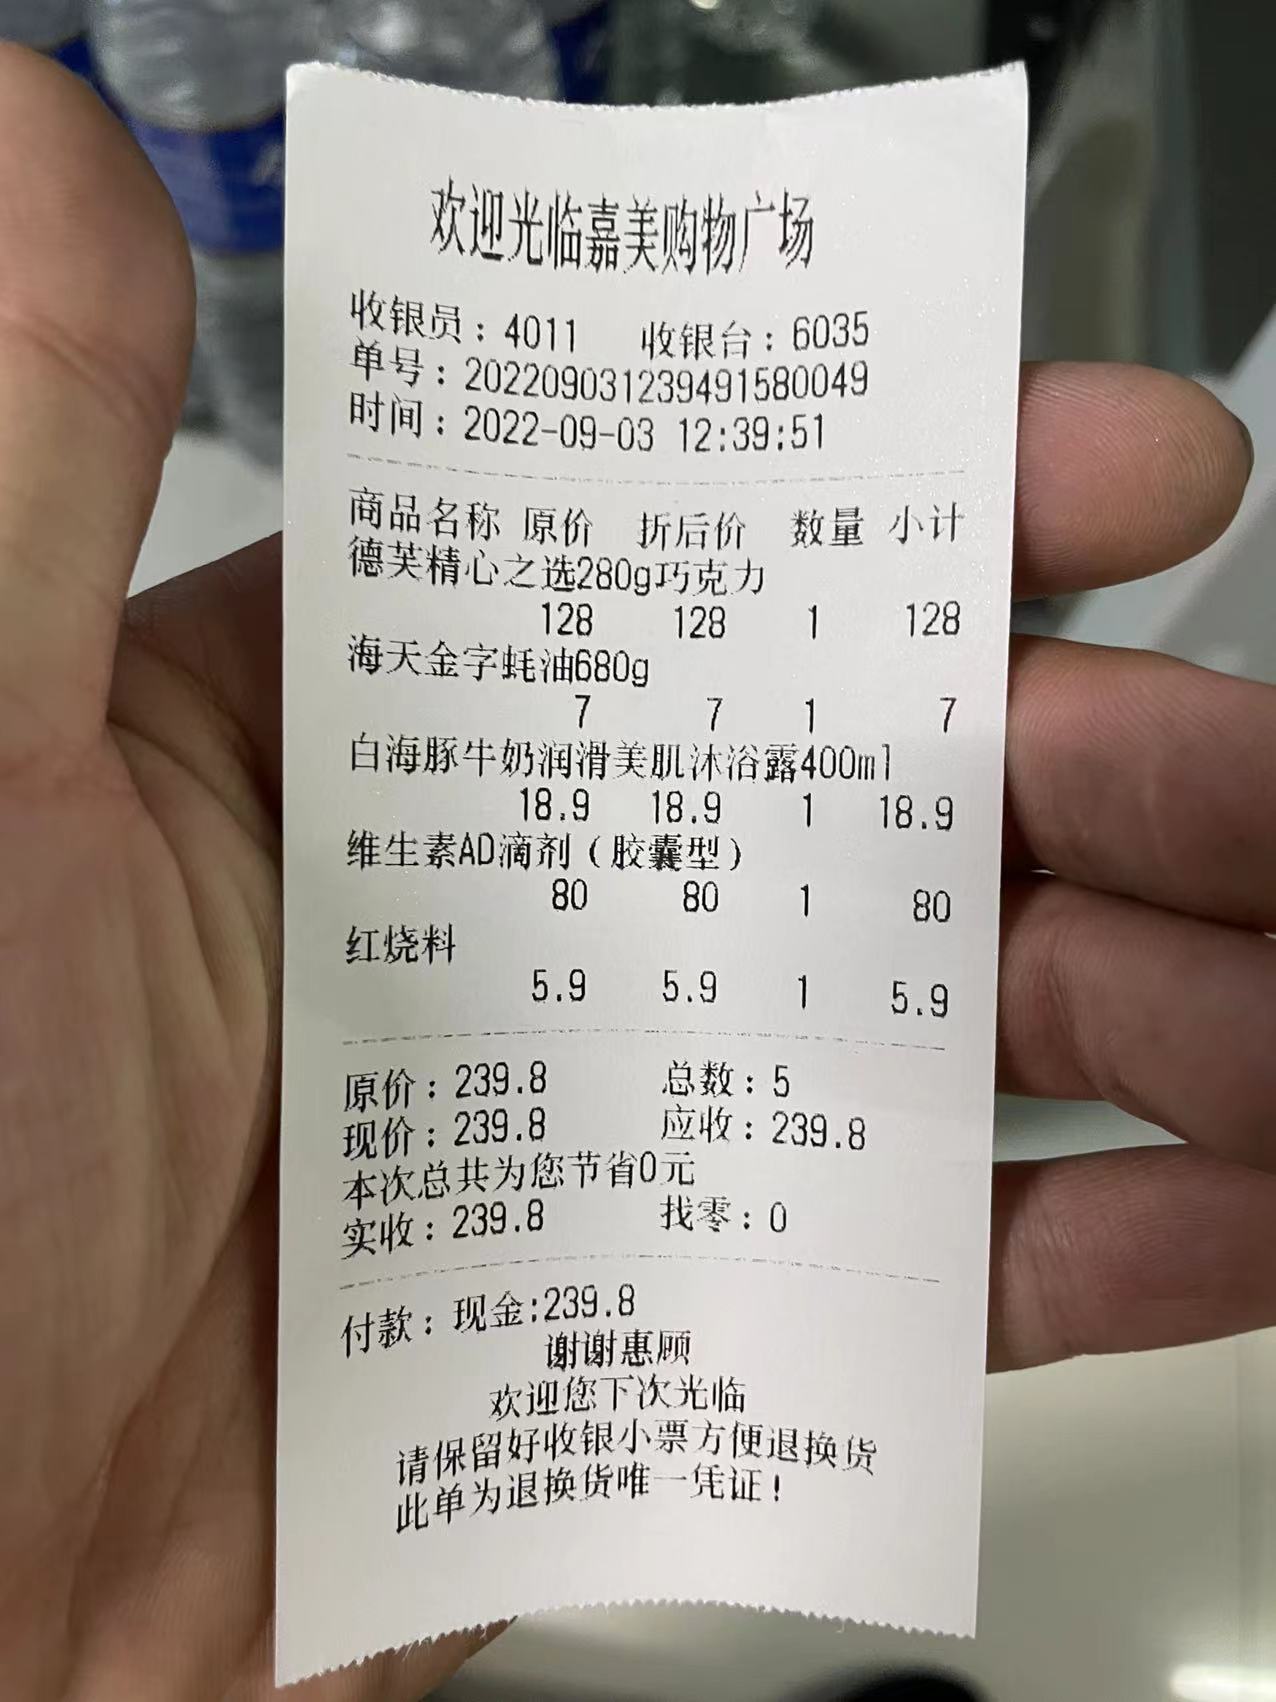 欢迎光临嘉美购物广场
收银员：4011 收银台：6035
单号：202209031239491580049
时间：2022-09-03 12:39:51
商品名称 原价 折后价 数量 小计
德芙精心之选280g巧克力
128 128 1 128
海天金字蚝油680g
7 7 1 7
白海豚牛奶润滑美肌沐浴露400ml
18.9 18.9 1 18.9
维生素AD滴剂（胶囊型）
80 80 1 80
红烧料
5.9 5.9 1 5.9
原价：239.8 总数：5
现价：239.8 应收：239.8
本次总共为您节省0元
实收：239.8 找零：0
付款：现金:239.8
谢谢惠顾
欢迎您下次光临
请保留好收银小票方便退换货
此单为退换货唯一凭证！